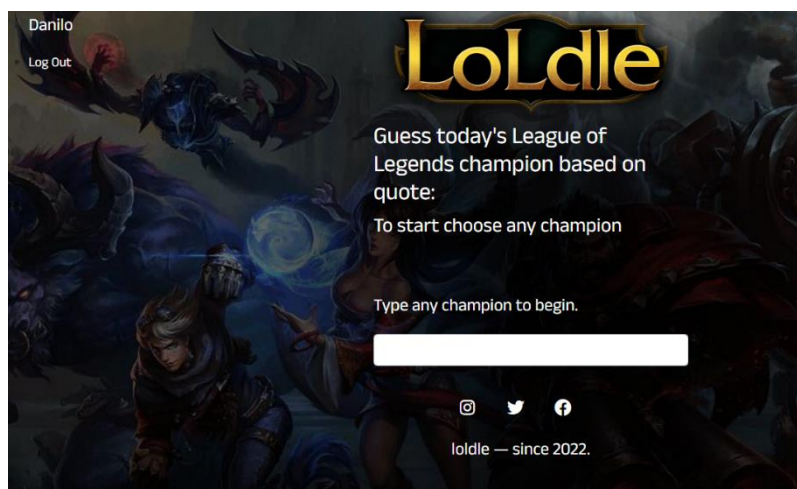 Danilo
Log Out
LoLdle
Guess today's League of
Legends champion based on
quote:
To start choose any champion
Type any champion to begin.
loldle — since 2022.